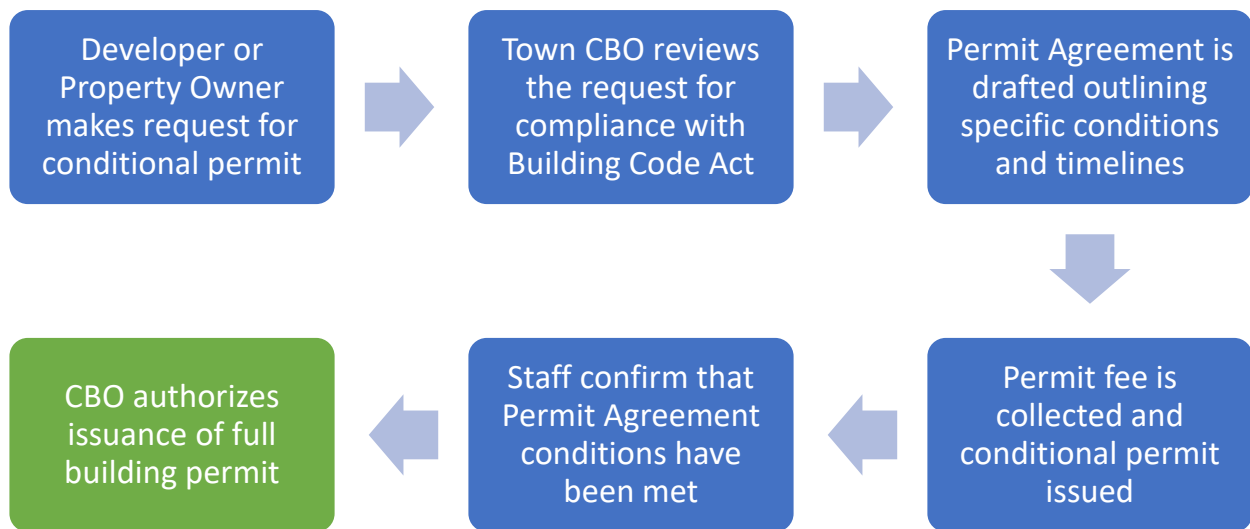 Developer or
Property Owner
makes request for
conditional permit
Town CBO reviews
the request for
compliance with
Building Code Act
Permit Agreement is
drafted outlining
specific conditions
and timelines
Permit fee is
collected and
conditional permit
issued
Staff confirm that
Permit Agreement
conditions have
been met
CBO authorizes
issuance of full
building permit